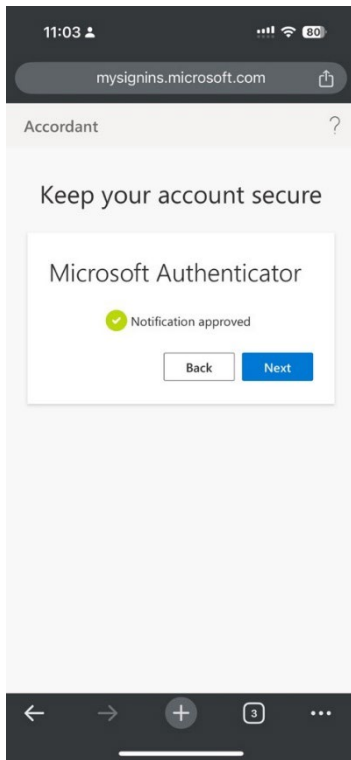 11:03
80
mysignins.microsoft.com
Accordant
?
Keep your account secure
Microsoft Authenticator
Notification approved
Back
Next
3